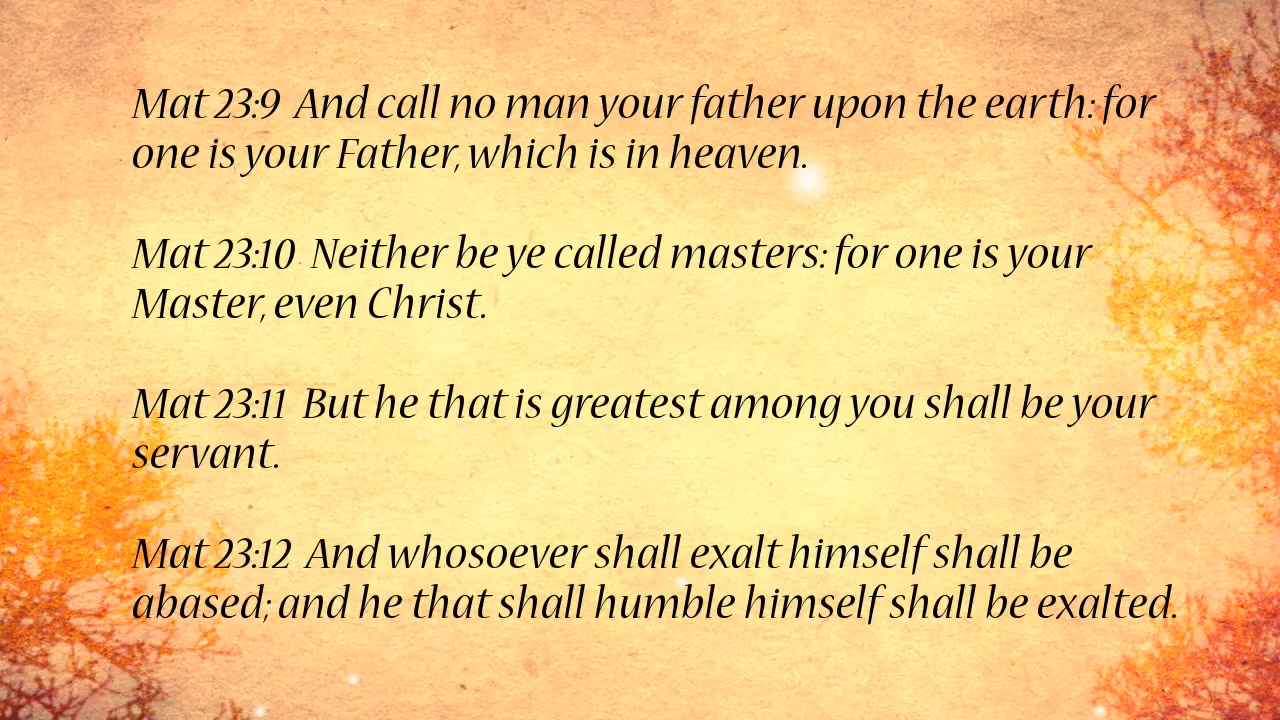 Mat 23:9 And call no man your father upon the earth: for
one is your Father, which is in heaven.
Mat 23:10 Neither be ye called masters: for one is your
Master, even Christ.
Mat 23:11 But he that is greatest among you shall be your
servant.
Mat 23:12 And whosoever shall exalt himself shall be
abased; and he that shall humble himself shall be exalted.